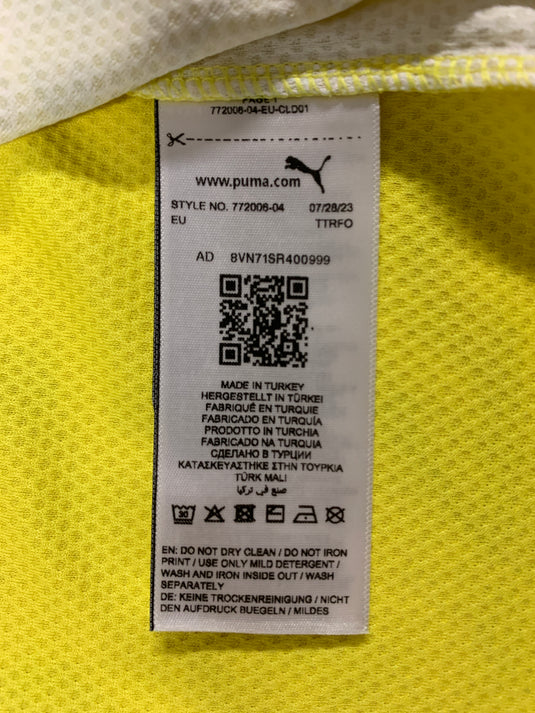 PAGE 1
772006-04-EU-CLD01
www.puma.com
STYLE NO. 772006-04 07/28/23
EU TTRFO
AD 8VN71SR400999
MADE IN TURKEY
HERGESTELLT IN TÜRKEI
FABRIQUÉ EN TURQUIE
FABRICADO EN TURQUÍA
PRODOTTO IN TURCHIA
FABRICADO NA TURQUIA
СДЕЛАНО В ТУРЦИИ
ΚΑΤΑΣΚΕΥΑΣΤΗΚΕ ΣΤΗΝ ΤΟΥΡΚΙΑ
TÜRK MALI
صنع في تركيا
30
EN: DO NOT DRY CLEAN / DO NOT IRON
PRINT / USE ONLY MILD DETERGENT /
WASH AND IRON INSIDE OUT / WASH
SEPARATELY
DE: KEINE TROCKENREINIGUNG / NICHT
DEN AUFDRUCK BUEGELN / MILDES